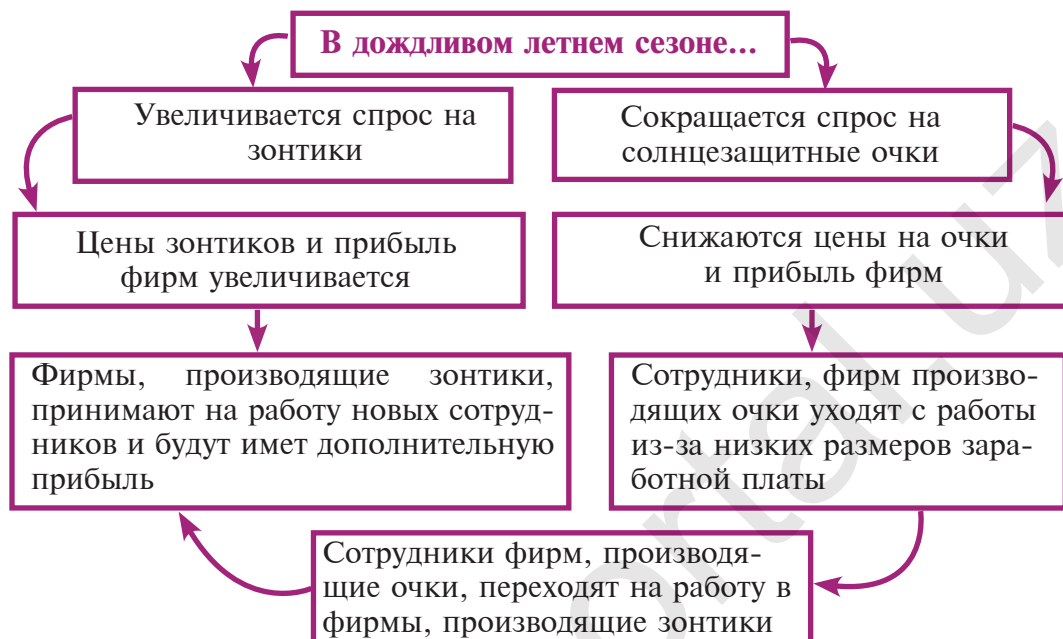 В дождливом летнем сезоне...
Увеличивается спрос на
зонтики
Сокращается спрос на
солнцезащитные очки
Цены зонтиков и прибыль
фирм увеличивается
Снижаются цены на очки
и прибыль фирм
Фирмы, производящие зонтики,
принимают на работу новых сотруд-
ников и будут имет дополнительную
прибыль
Сотрудники, фирм произво-
дящих очки уходят с работы
из-за низких размеров зара-
ботной платы
Сотрудники фирм, производя-
щие очки, переходят на работу в
фирмы, производящие зонтики
ortal.uz